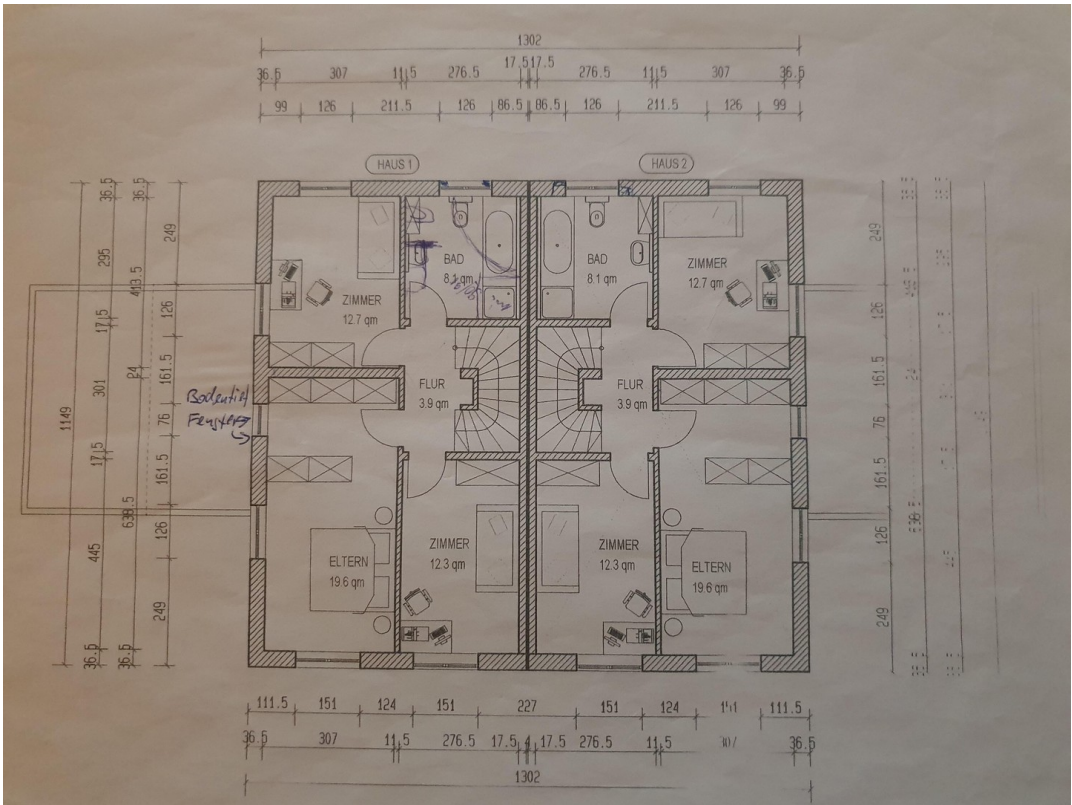 1302
36.5 307 11.5 276.5 17.5 17.5 276.5 11.5 307 36.5
99 126 211.5 126 86.5 86.5 126 211.5 126 99
HAUS 1 HAUS 2
BAD
8.1 qm
BAD
8.1 qm
ZIMMER
12.7 qm
ZIMMER
12.7 qm
FLUR
3.9 qm
FLUR
3.9 qm
Bodentief
Fenster
ELTERN
19.6 qm
ZIMMER
12.3 qm
ZIMMER
12.3 qm
ELTERN
19.6 qm
1149
36.5 295 17.5 301 17.5 445 36.5
36.5 413.5 24 638.5 36.5
249 126 161.5 76 161.5 126 249
249 126 161.5 76 161.5 126 249
24
638.5
111.5 151 124 151 227 151 124 111.5
36.5 307 11.5 276.5 17.5 4 17.5 276.5 11.5 36.5
1302